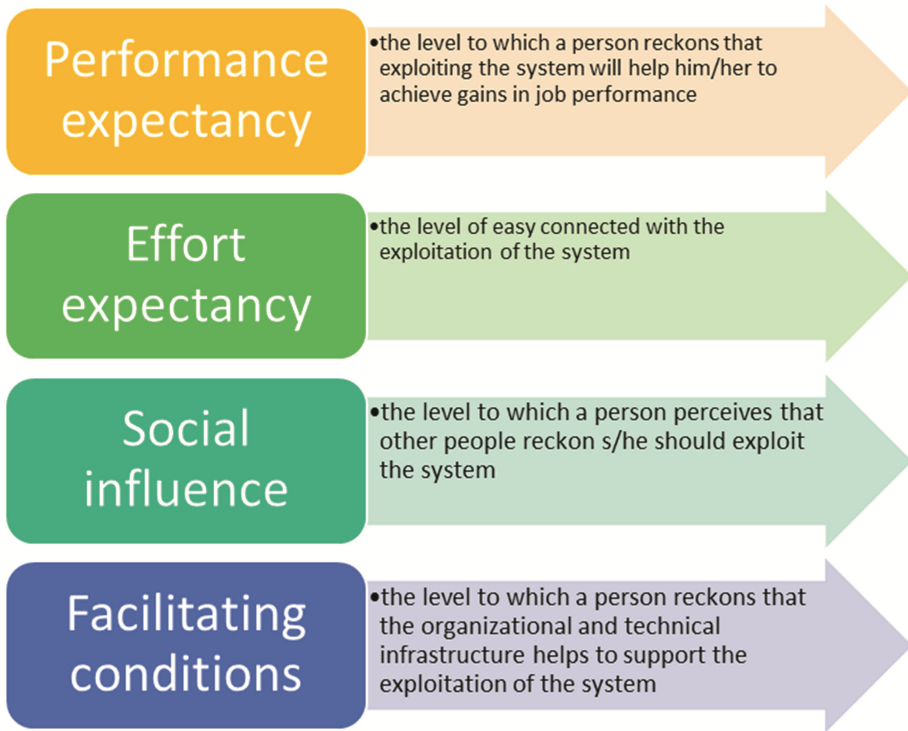 Performance
expectancy
•the level to which a person reckons that
exploiting the system will help him/her to
achieve gains in job performance
Effort
expectancy
•the level of easy connected with the
exploitation of the system
Social
influence
•the level to which a person perceives that
other people reckon s/he should exploit
the system
Facilitating
conditions
•the level to which a person reckons that
the organizational and technical
infrastructure helps to support the
exploitation of the system